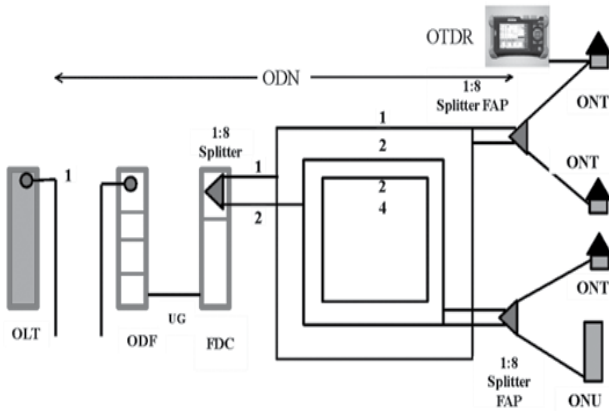 OTDR
ODN
1:8
Splitter FAP
ONT
1:8
Splitter
1
2
1
2
2
4
1
ONT
ONT
OLT
ODF
UG
FDC
1:8
Splitter
FAP
ONU